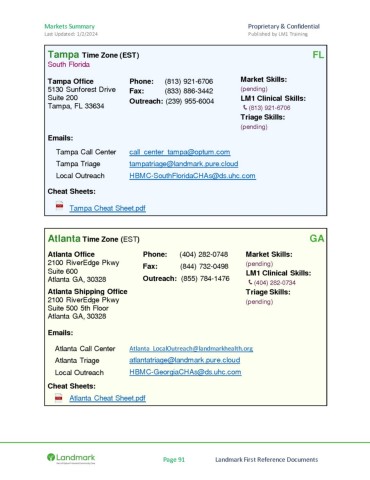 Markets Summary
Proprietary & Confidential
Last Updated: 1/2/2024
Published by LM1 Training
Tampa Time Zone (EST)
FL
South Florida
Tampa Office
5130 Sunforest Drive
Suite 200
Tampa, FL 33634
Phone: (813) 921-6706
Fax: (833) 886-3442
Outreach: (239) 955-6004
Market Skills:
(pending)
LM1 Clinical Skills:
(813) 921-6706
Triage Skills:
(pending)
Emails:
Tampa Call Center call_center_tampa@optum.com
Tampa Triage tampatriage@landmark.pure.cloud
Local Outreach HBMC-SouthFloridaCHAs@ds.uhc.com
Cheat Sheets:
Tampa Cheat Sheet.pdf
Atlanta Time Zone (EST)
GA
Atlanta Office
2100 RiverEdge Pkwy
Suite 600
Atlanta GA, 30328
Atlanta Shipping Office
2100 RiverEdge Pkwy
Suite 500 5th Floor
Atlanta GA, 30328
Phone: (404) 282-0748
Fax: (844) 732-0498
Outreach: (855) 784-1476
Market Skills:
(pending)
LM1 Clinical Skills:
(404) 282-0734
Triage Skills:
(pending)
Emails:
Atlanta Call Center Atlanta_LocalOutreach@landmarkhealth.org
Atlanta Triage atlantatriage@landmark.pure.cloud
Local Outreach HBMC-GeorgiaCHAs@ds.uhc.com
Cheat Sheets:
Atlanta Cheat Sheet.pdf
Landmark
Page 91
Landmark First Reference Documents